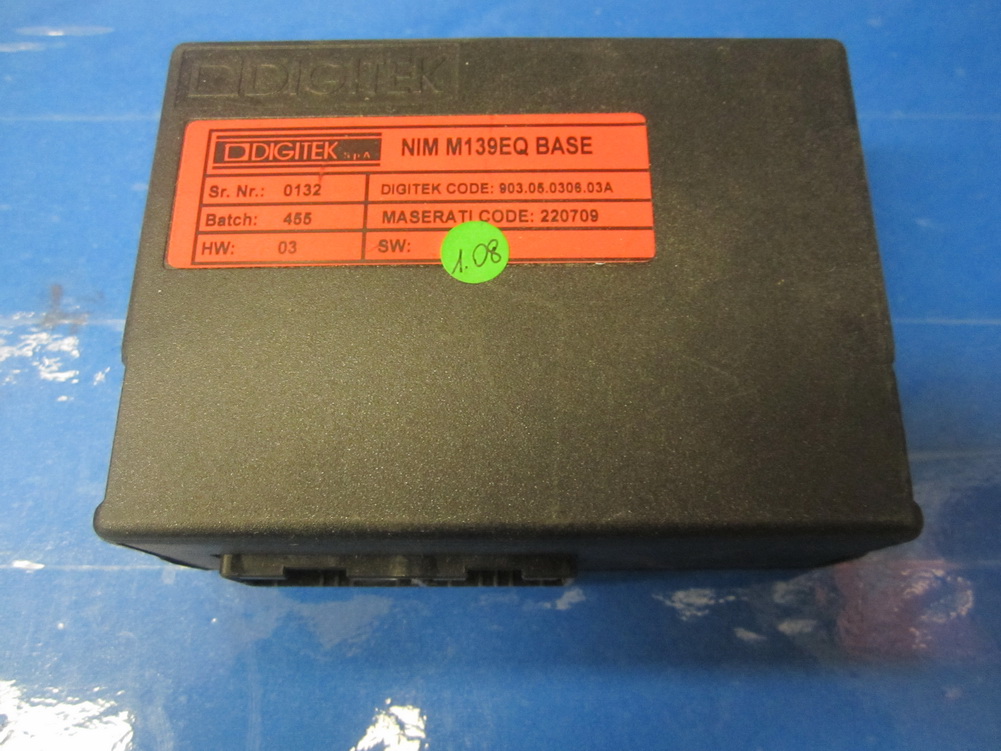 DIGITEK
DIGITEK S.p.A. NIM M139EQ BASE
Sr. Nr.: 0132 DIGITEK CODE: 903.05.0306.03A
Batch: 455 MASERATI CODE: 220709
HW: 03 SW: 1.08